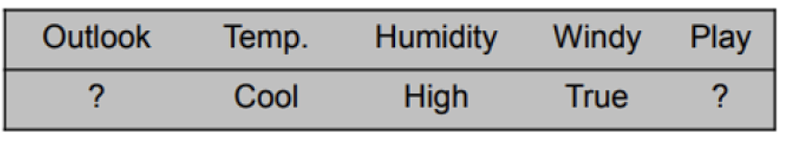 Outlook Temp. Humidity Windy Play
? Cool High True ?